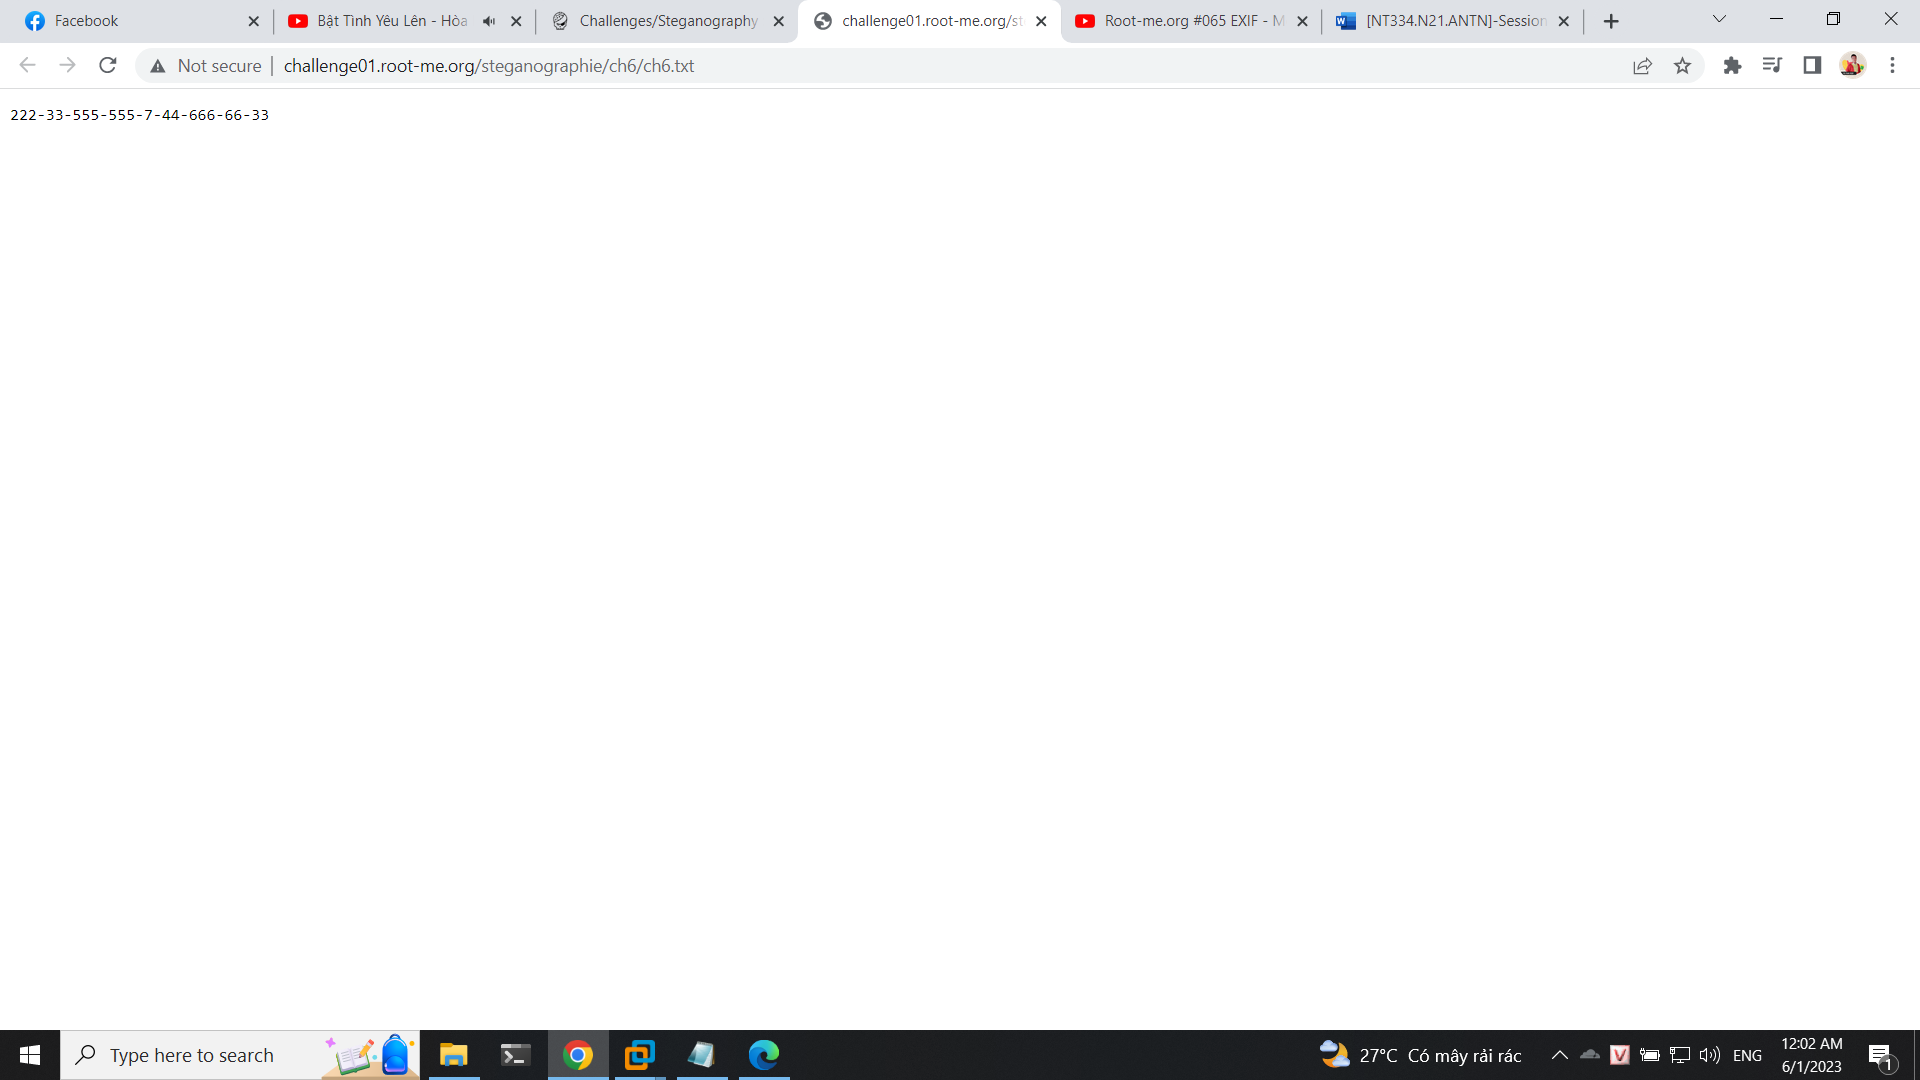 Facebook
Bật Tình Yêu Lên - Hòa
Challenges/Steganography
challenge01.root-me.org/st
Root-me.org #065 EXIF - M
[NT334.N21.ANTN]-Session
Not secure
challenge01.root-me.org/steganographie/ch6/ch6.txt
222-33-555-555-7-44-666-66-33
Type here to search
27°C Có mây rải rác
ENG
12:02 AM
6/1/2023
1